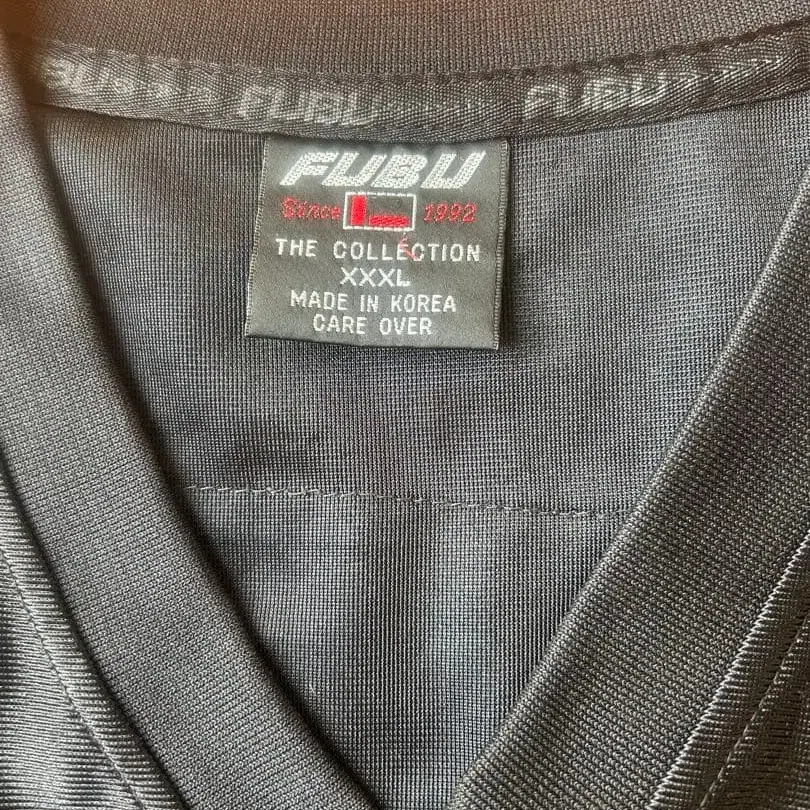 FUBU FUBU
FUBU
Since 1992
THE COLLECTION
XXXL
MADE IN KOREA
CARE OVER